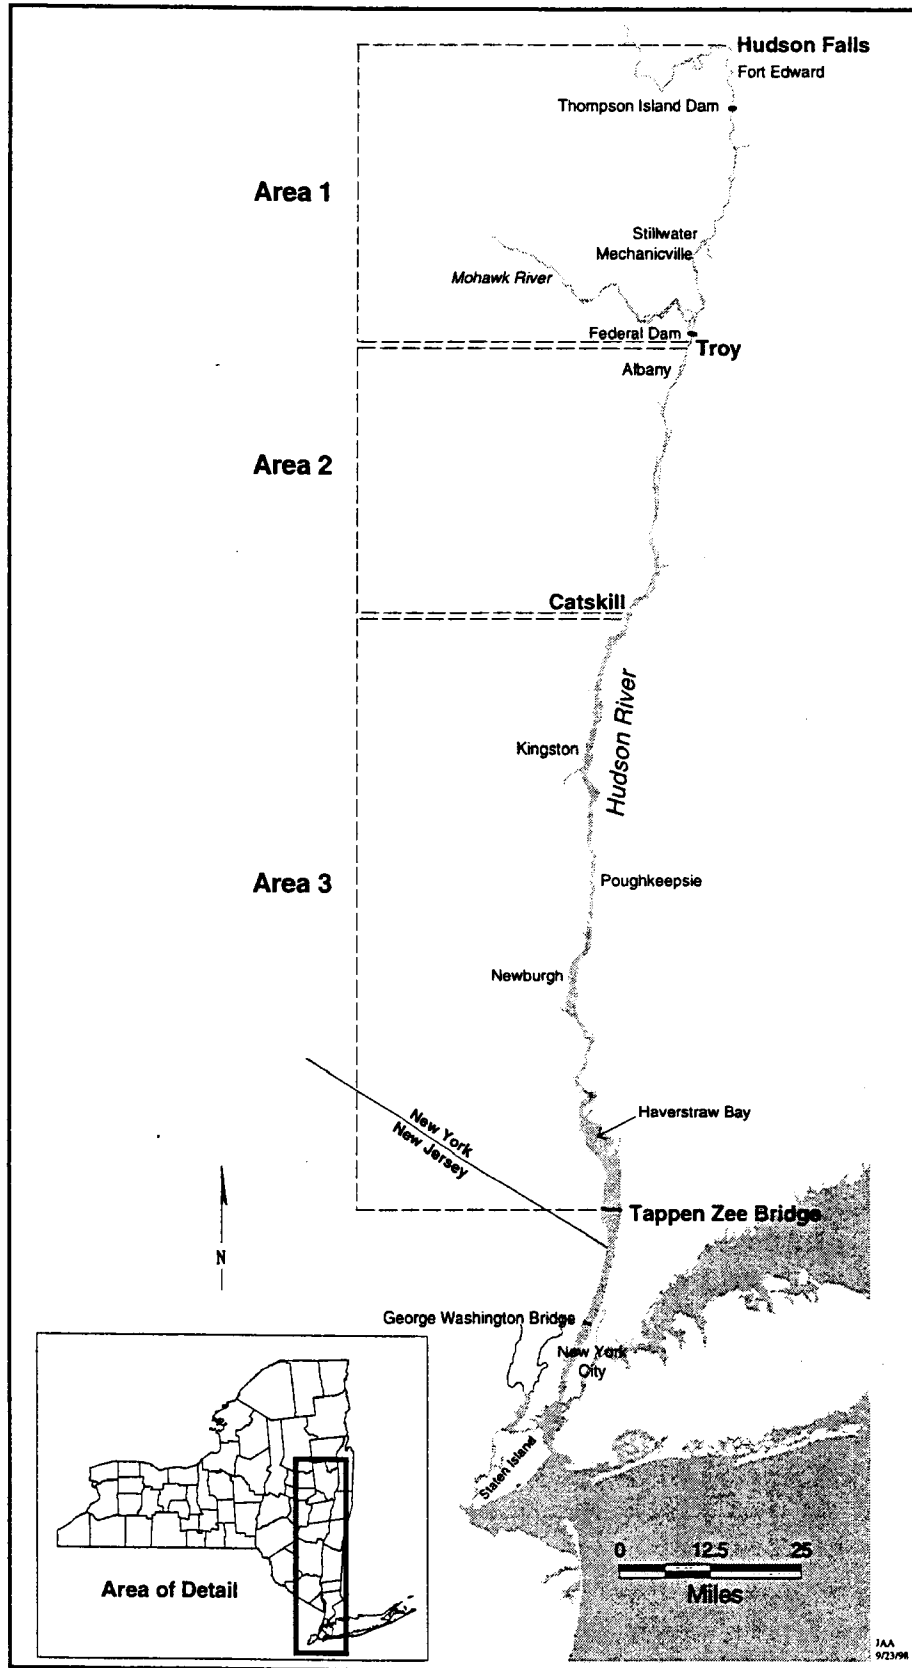 Hudson Falls
Fort Edward
Thompson Island Dam
Area 1
Stillwater
Mechanicville
Mohawk River
Federal Dam
Troy
Albany
Area 2
Catskill
Hudson River
Kingston
Area 3
Poughkeepsie
Newburgh
Haverstraw Bay
New York
New Jersey
Tappen Zee Bridge
N
George Washington Bridge
New York
City
Staten Island
0 12.5 25
Miles
Area of Detail
JAA
9/23/98